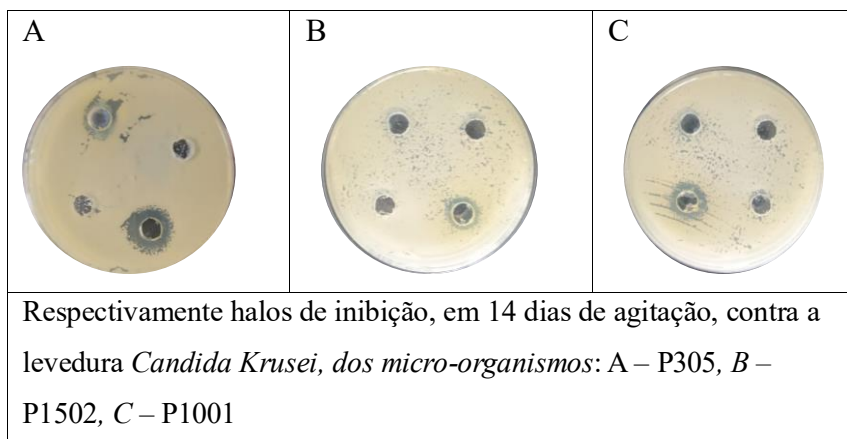 A
B
C
Respectivamente halos de inibição, em 14 dias de agitação, contra a
levedura Candida Krusei, dos micro-organismos: A – P305, B –
P1502, C – P1001